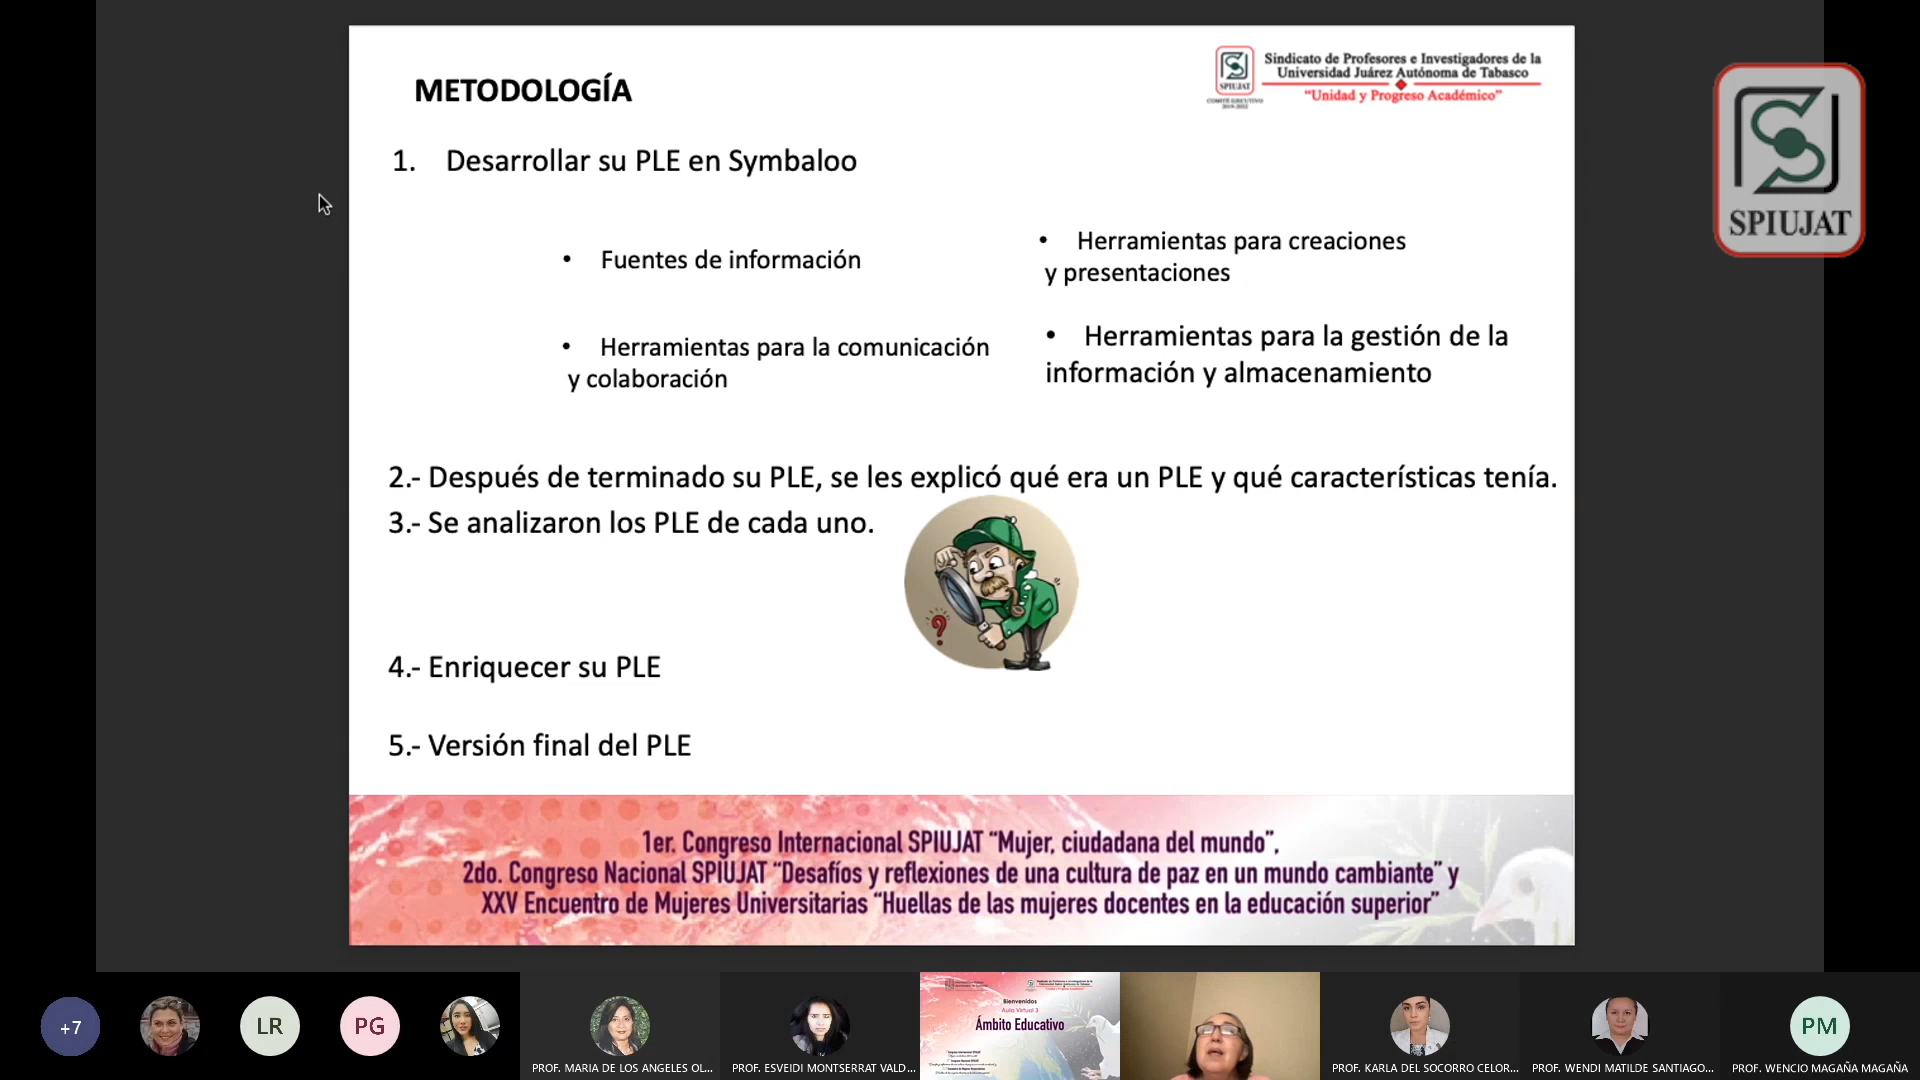 METODOLOGÍA
SPIUJAT
COMITÉ EJECUTIVO
2019-2022
Sindicato de Profesores e Investigadores de la
Universidad Juárez Autónoma de Tabasco
“Unidad y Progreso Académico”
SPIUJAT
1. Desarrollar su PLE en Symbaloo
• Fuentes de información
• Herramientas para creaciones
y presentaciones
• Herramientas para la comunicación
y colaboración
• Herramientas para la gestión de la
información y almacenamiento
2.- Después de terminado su PLE, se les explicó qué era un PLE y qué características tenía.
3.- Se analizaron los PLE de cada uno.
?
4.- Enriquecer su PLE
5.- Versión final del PLE
1er. Congreso Internacional SPIUJAT “Mujer, ciudadana del mundo”,
2do. Congreso Nacional SPIUJAT “Desafíos y reflexiones de una cultura de paz en un mundo cambiante” y
XXV Encuentro de Mujeres Universitarias “Huellas de las mujeres docentes en la educación superior”
+7
LR
PG
PROF. MARIA DE LOS ANGELES OL...
PROF. ESVEIDI MONTSERRAT VALD...
Bienvenidos
Aula Virtual 3
Ámbito Educativo
PROF. KARLA DEL SOCORRO CELOR...
PROF. WENDI MATILDE SANTIAGO...
PM
PROF. WENCIO MAGAÑA MAGAÑA